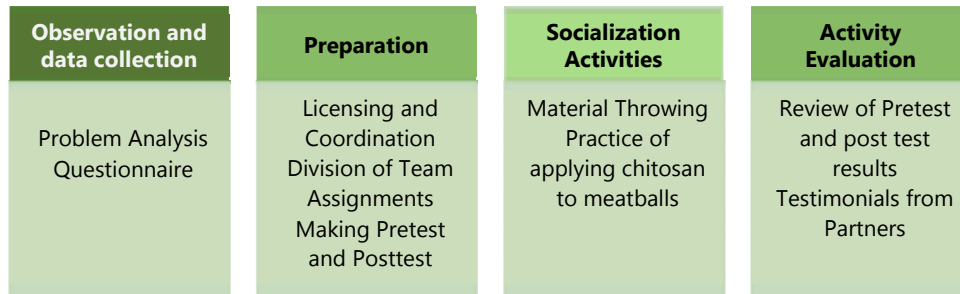 Observation and
data collection
Problem Analysis
Questionnaire
Preparation
Licensing and
Coordination
Division of Team
Assignments
Making Pretest
and Posttest
Socialization
Activities
Material Throwing
Practice of
applying chitosan
to meatballs
Activity
Evaluation
Review of Pretest
and post test
results
Testimonials from
Partners